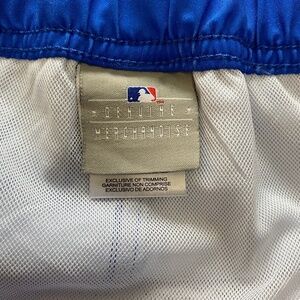 GENUINE
MERCHANDISE
EXCLUSIVE OF TRIMMING
GARNITURE NON COMPRISE
EXCLUSIVO DE ADORNOS